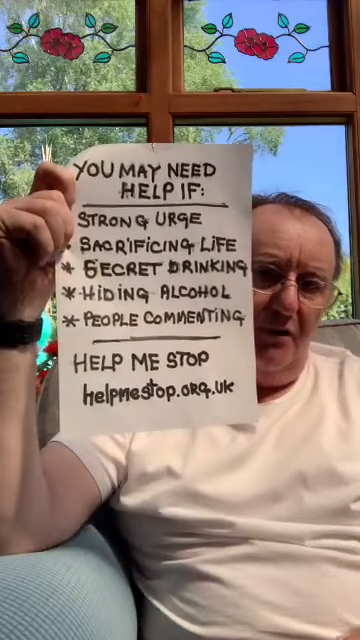 YOU MAY NEED
HELP IF:
STRONG URGE
* SACRIFICING LIFE
* SECRET DRINKING
* HIDING ALCOHOL
* PEOPLE COMMENTING
HELP ME STOP
helpmestop.org.uk